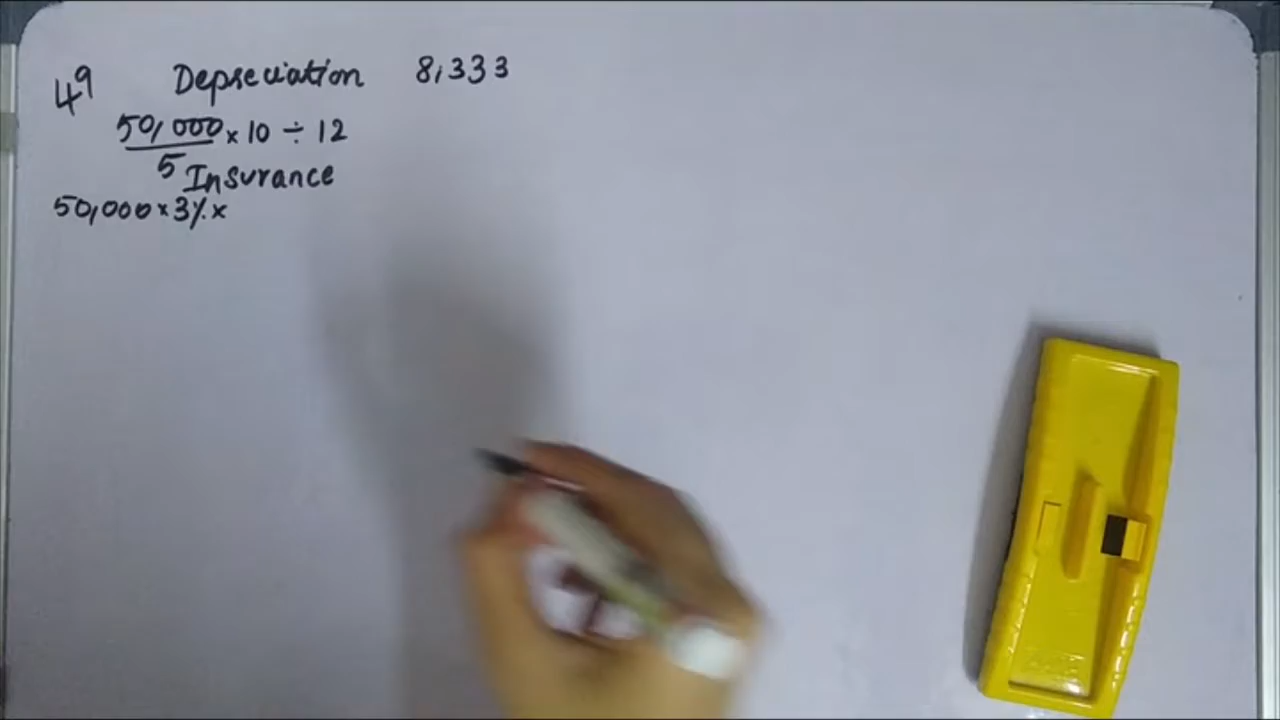 49 Depreciation 8,333
50,000 × 10 ÷ 12
5
Insurance
50,000 × 3% ×